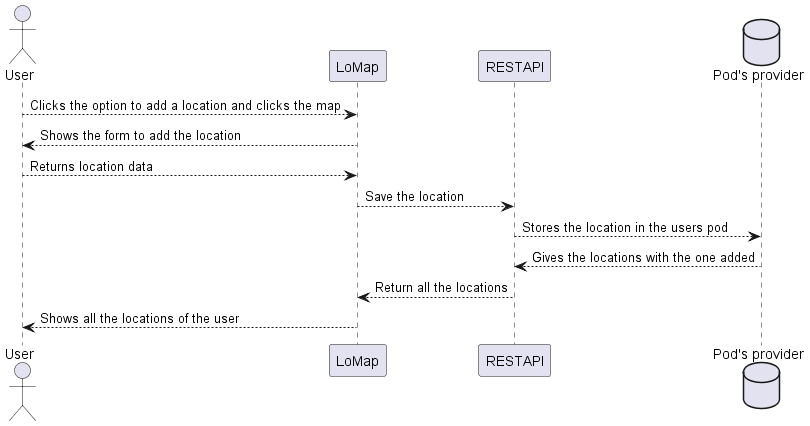 User
LoMap
RESTAPI
Pod's provider
Clicks the option to add a location and clicks the map
Shows the form to add the location
Returns location data
Save the location
Stores the location in the users pod
Gives the locations with the one added
Return all the locations
Shows all the locations of the user
User
LoMap
RESTAPI
Pod's provider